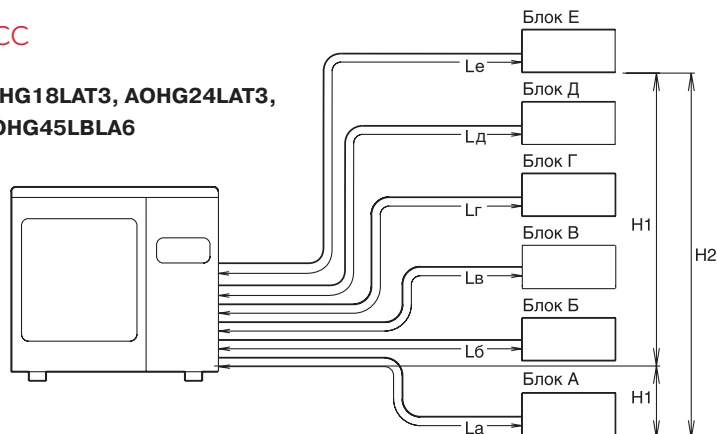 СС
HG18LAT3, AOHG24LAT3,
OHG45LBLA6
Блок Е
Lе
Блок Д
Lд
Блок Г
Lг
Блок В
Lв
Блок Б
Lб
Блок А
Lа
H1
H2
H1